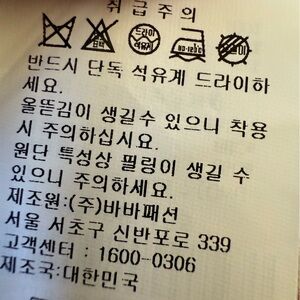 취급주의
드라이
석유계
80-120℃
반드시 단독 석유계 드라이하
세요.
올뜯김이 생길수 있으니 착용
시 주의하십시요.
원단 특성상 필링이 생길 수
있으니 주의하세요.
제조원:(주)바바패션
서울 서초구 신반포로 339
고객센터 : 1600-0306
제조국:대한민국